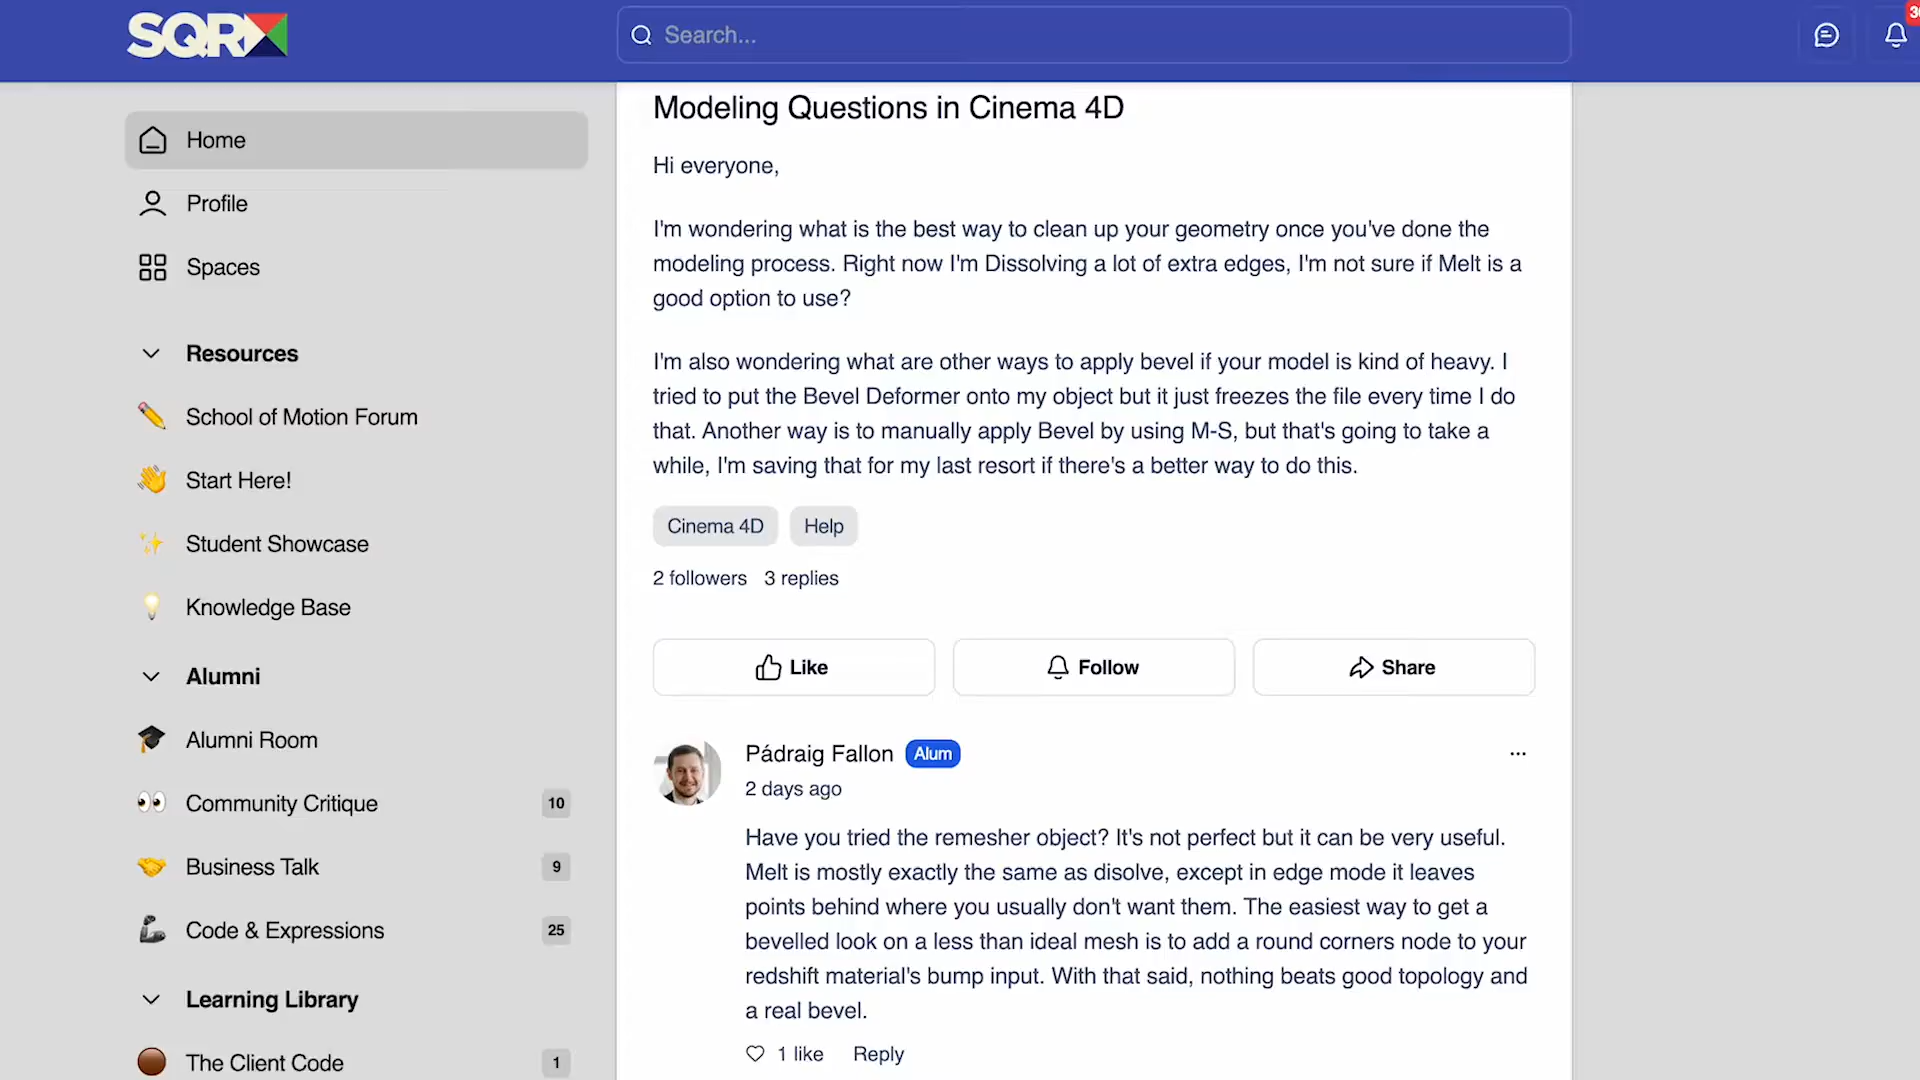 SQR
Search...
3
Home
Profile
Spaces
Resources
School of Motion Forum
Start Here!
Student Showcase
Knowledge Base
Alumni
Alumni Room
Community Critique 10
Business Talk 9
Code & Expressions 25
Learning Library
The Client Code 1
Modeling Questions in Cinema 4D
Hi everyone,
I'm wondering what is the best way to clean up your geometry once you've done the
modeling process. Right now I'm Dissolving a lot of extra edges, I'm not sure if Melt is a
good option to use?
I'm also wondering what are other ways to apply bevel if your model is kind of heavy. I
tried to put the Bevel Deformer onto my object but it just freezes the file every time I do
that. Another way is to manually apply Bevel by using M-S, but that's going to take a
while, I'm saving that for my last resort if there's a better way to do this.
Cinema 4D Help
2 followers 3 replies
Like Follow Share
Pádraig Fallon Alum
2 days ago
Have you tried the remesher object? It's not perfect but it can be very useful.
Melt is mostly exactly the same as disolve, except in edge mode it leaves
points behind where you usually don't want them. The easiest way to get a
bevelled look on a less than ideal mesh is to add a round corners node to your
redshift material's bump input. With that said, nothing beats good topology and
a real bevel.
1 like Reply